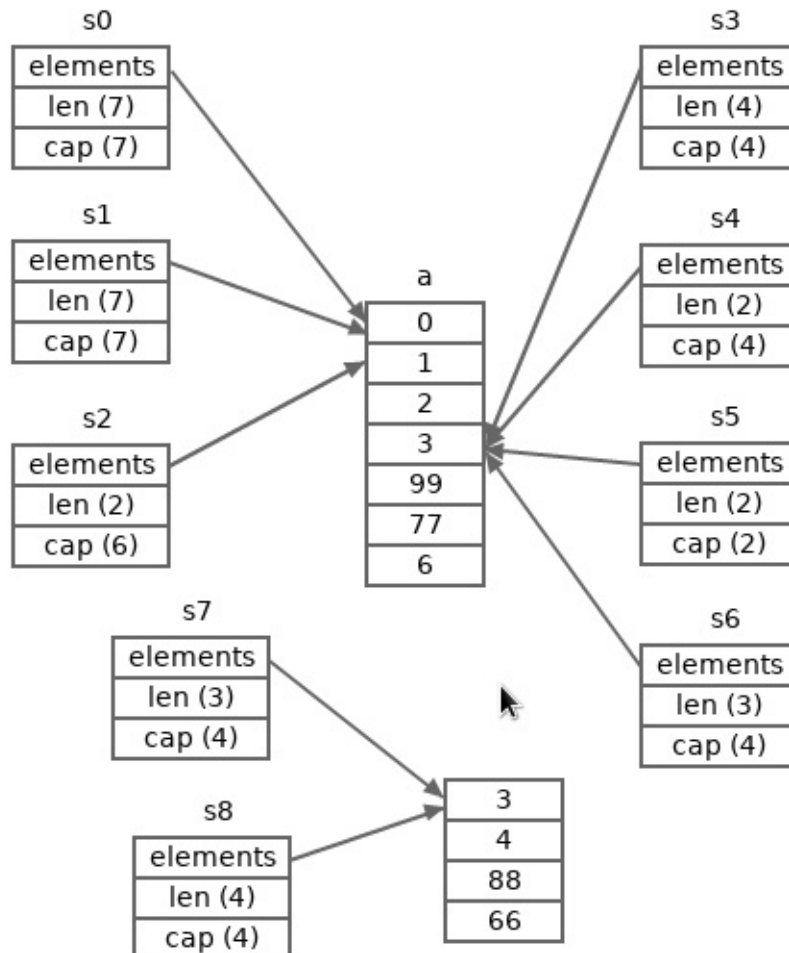 s0
elements
len (7)
cap (7)
s1
elements
len (7)
cap (7)
s2
elements
len (2)
cap (6)
a
0
1
2
3
99
77
6
s3
elements
len (4)
cap (4)
s4
elements
len (2)
cap (4)
s5
elements
len (2)
cap (2)
s6
elements
len (3)
cap (4)
s7
elements
len (3)
cap (4)
s8
elements
len (4)
cap (4)
3
4
88
66